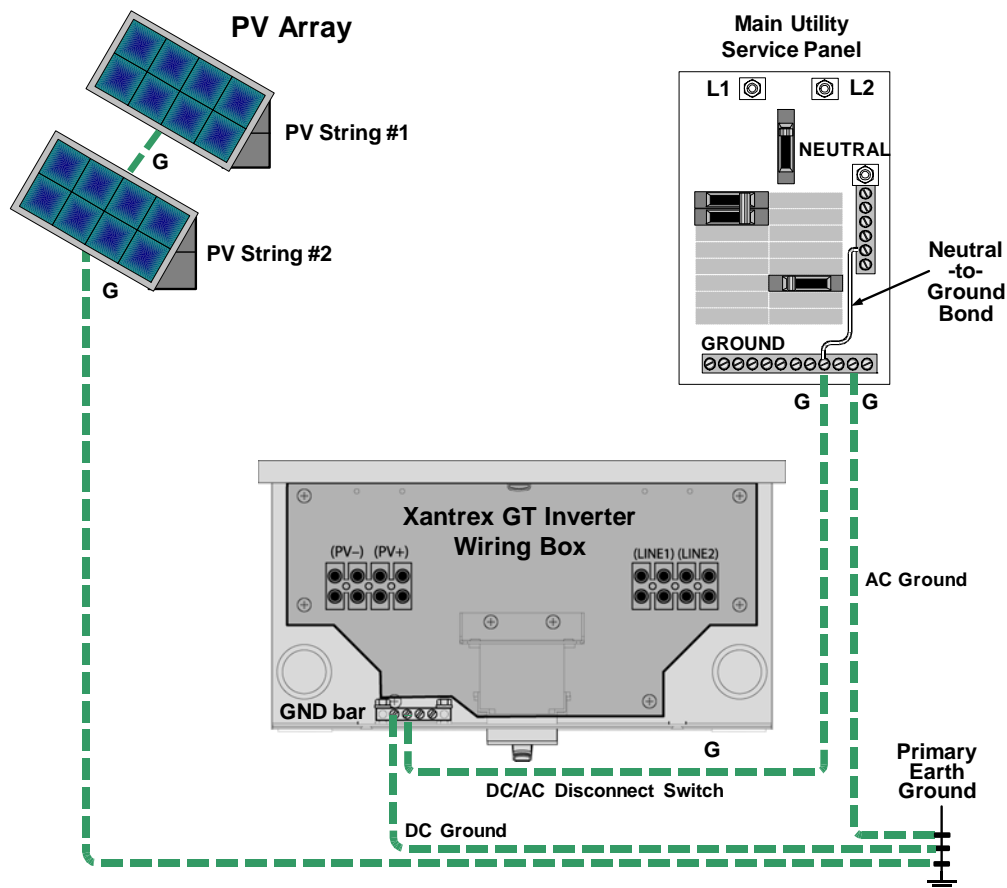 PV Array
PV String #1
G
PV String #2
G
Main Utility
Service Panel
L1
L2
NEUTRAL
Neutral
-to-
Ground
Bond
GROUND
G
G
Xantrex GT Inverter
Wiring Box
(PV–) (PV+)
(LINE1) (LINE2)
AC Ground
GND bar
G
DC/AC Disconnect Switch
DC Ground
Primary
Earth
Ground